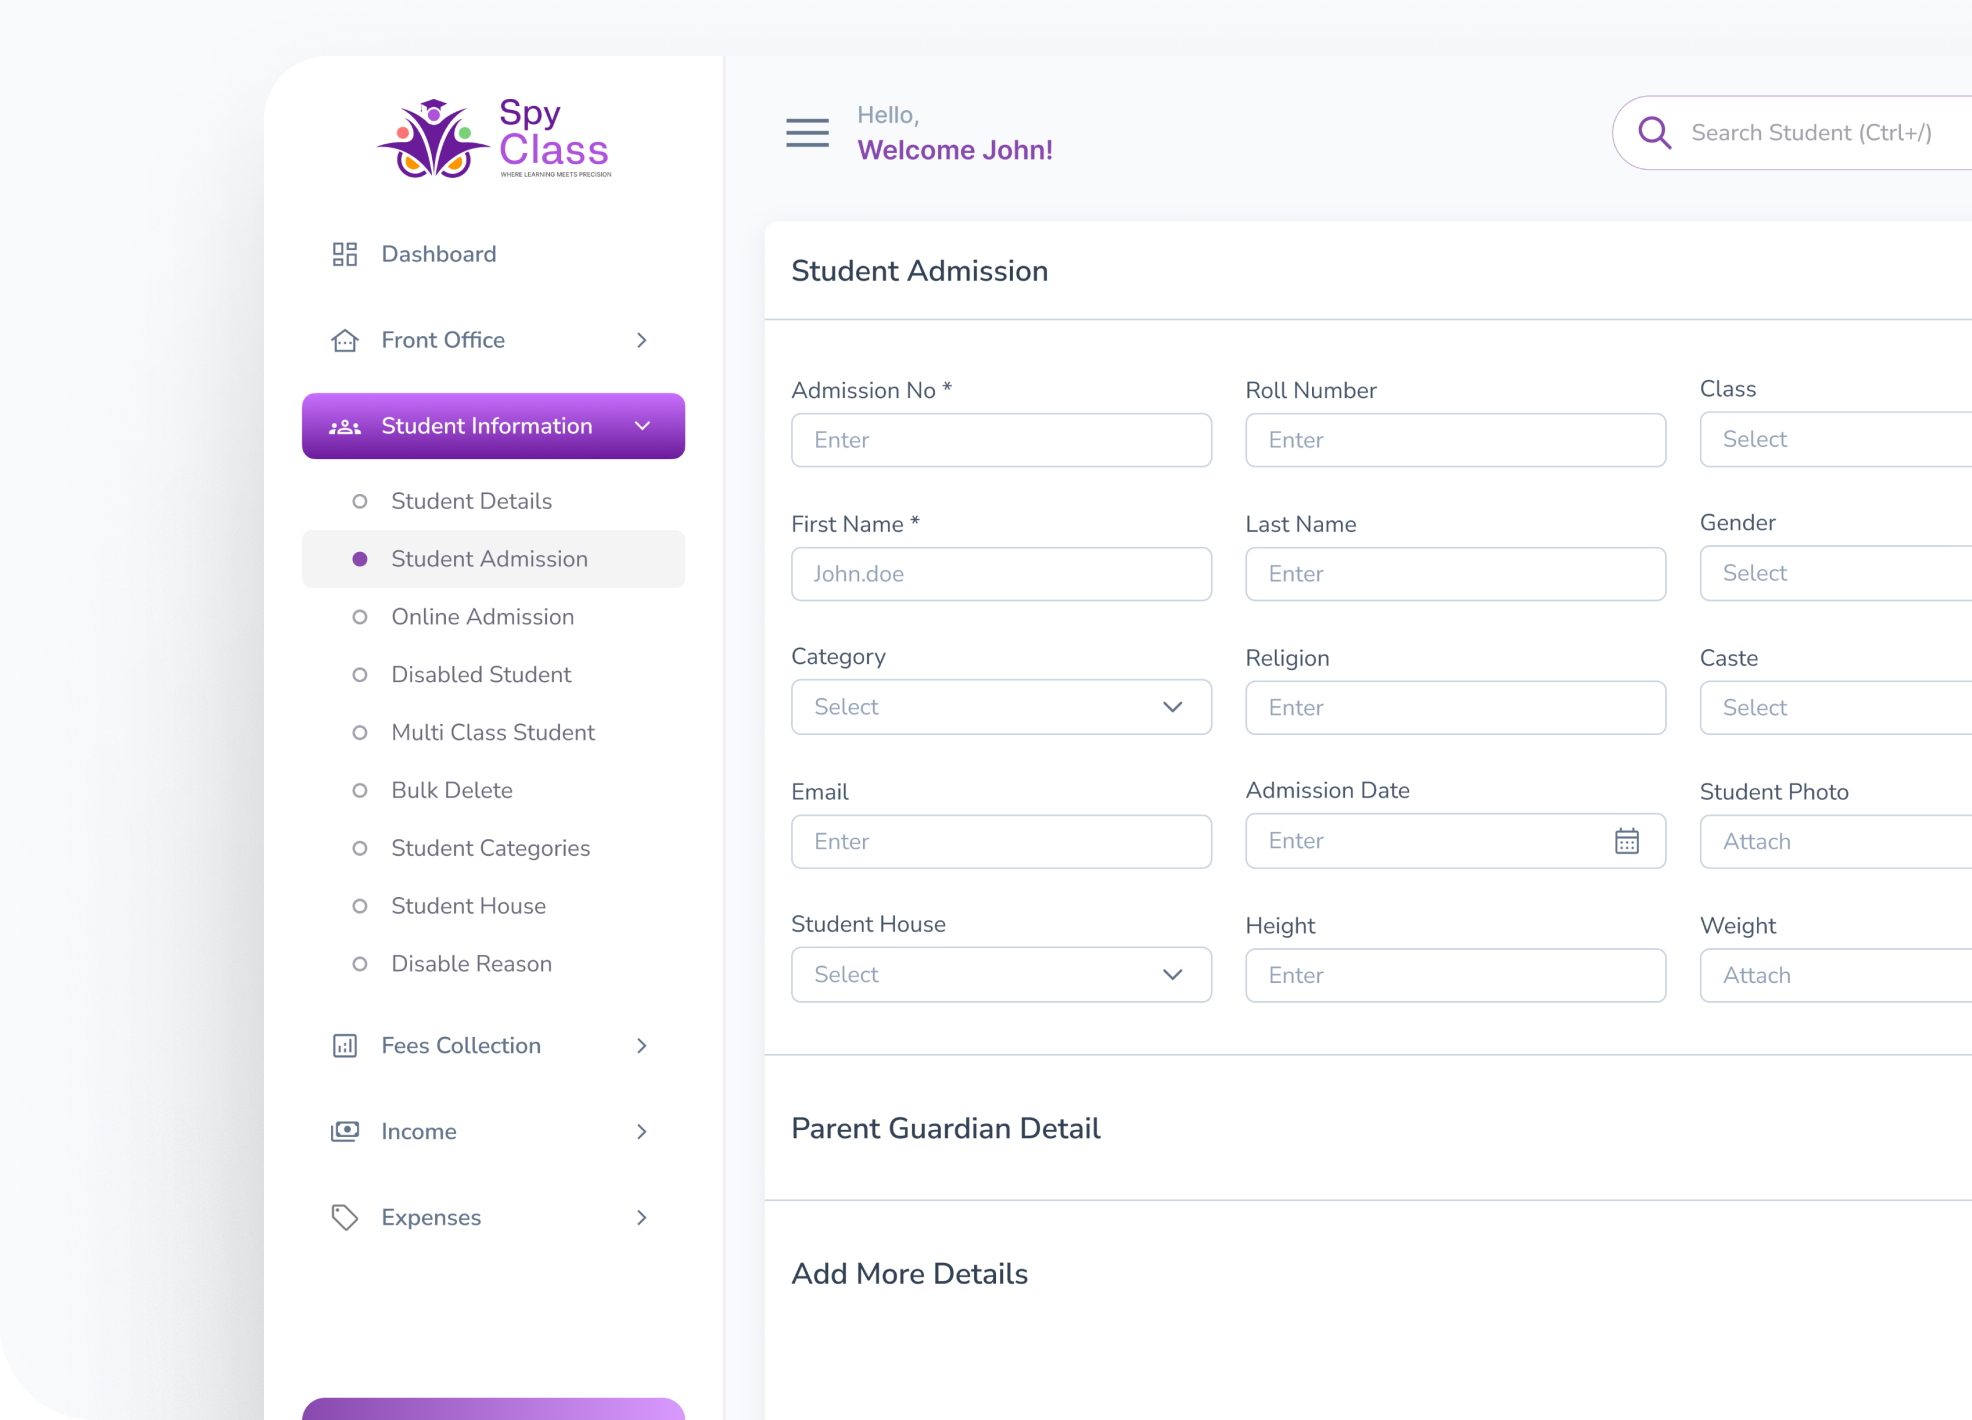 Spy
Class
WHERE LEARNING MEETS PRECISION
Dashboard
Front Office
Student Information
Student Details
Student Admission
Online Admission
Disabled Student
Multi Class Student
Bulk Delete
Student Categories
Student House
Disable Reason
Fees Collection
Income
Expenses
Hello,
Welcome John!
Search Student (Ctrl+/)
Student Admission
Admission No *
Enter
Roll Number
Enter
Class
Select
First Name *
John.doe
Last Name
Enter
Gender
Select
Category
Select
Religion
Enter
Caste
Select
Email
Enter
Admission Date
Enter
Student Photo
Attach
Student House
Select
Height
Enter
Weight
Attach
Parent Guardian Detail
Add More Details